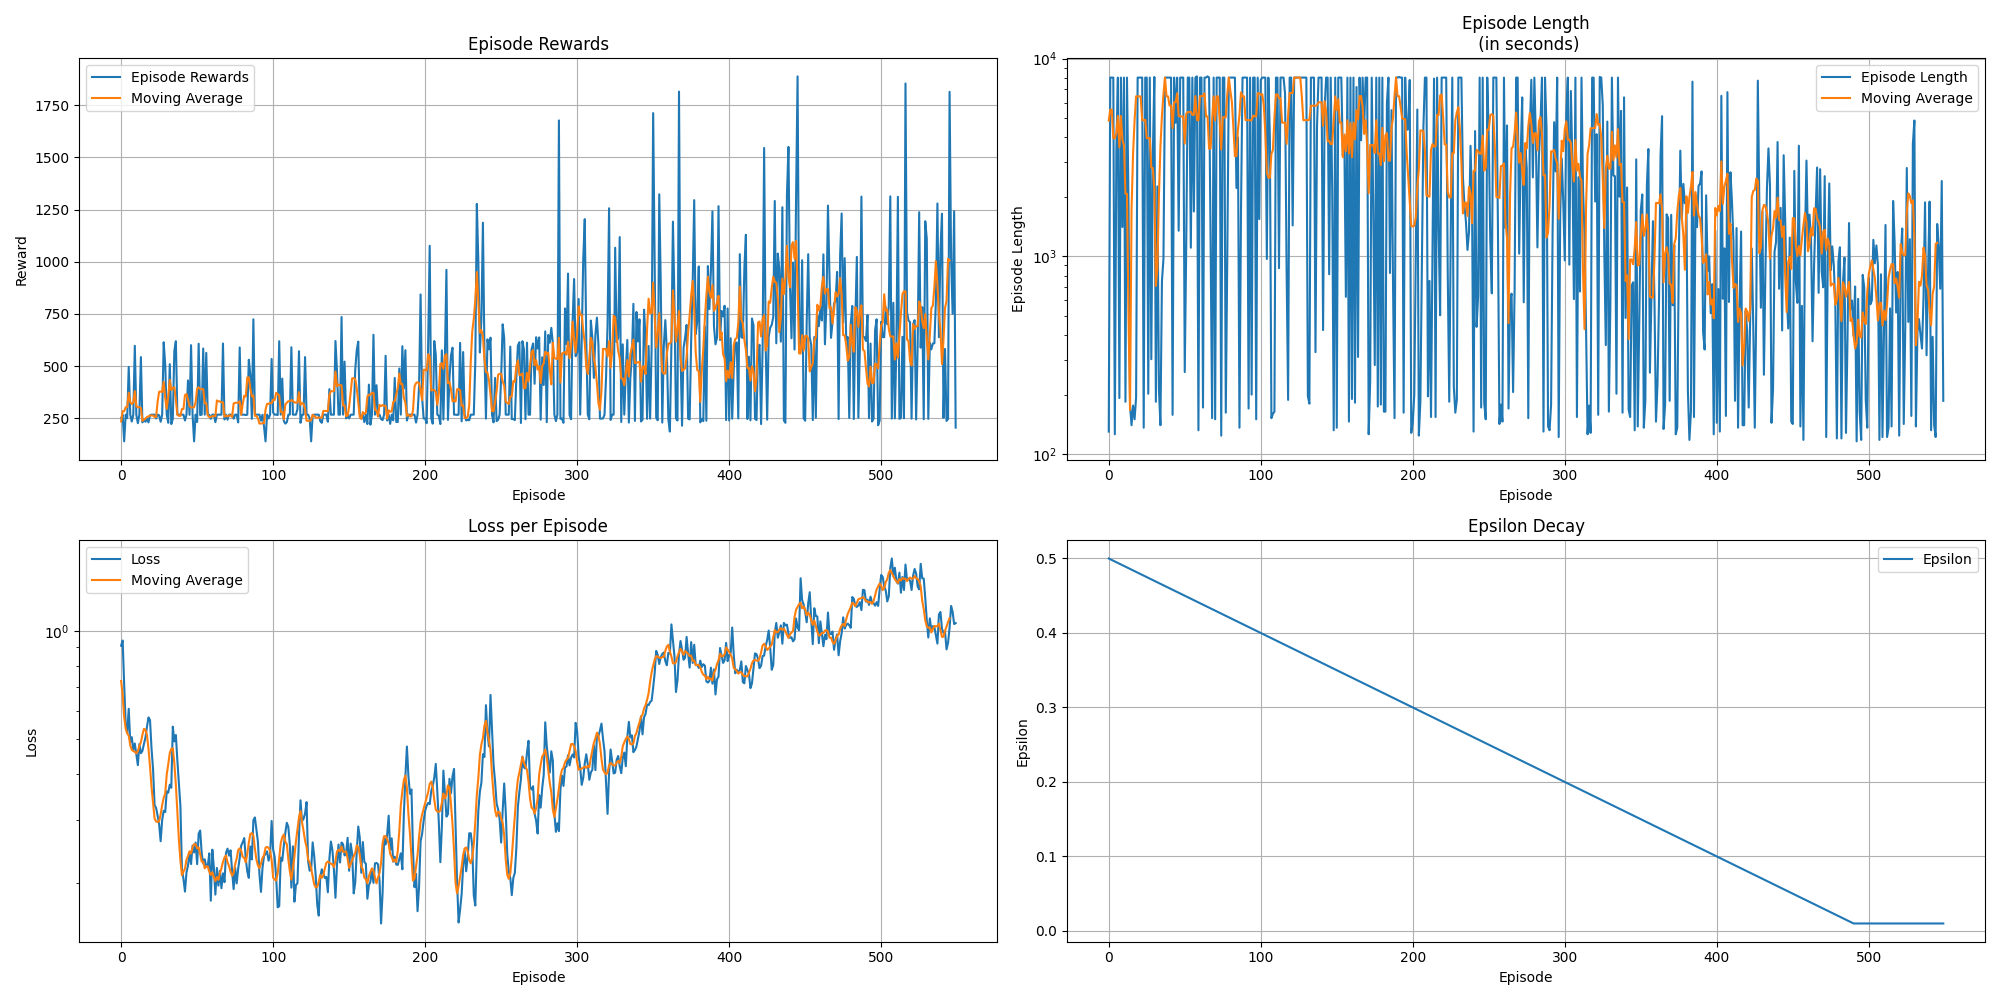 Episode Rewards
Episode Rewards
Moving Average
Reward
1750
1500
1250
1000
750
500
250
0
100
200
300
400
500
Episode
Episode Length
(in seconds)
Episode Length
Moving Average
Episode Length
10⁴
10³
10²
0
100
200
300
400
500
Episode
Loss per Episode
Loss
Moving Average
Loss
10⁰
0
100
200
300
400
500
Episode
Epsilon Decay
Epsilon
Epsilon
0.5
0.4
0.3
0.2
0.1
0.0
0
100
200
300
400
500
Episode